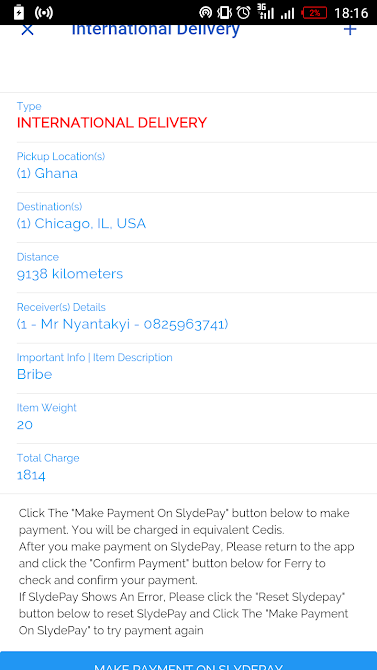 3G
2%
18:16
International Delivery
Type
INTERNATIONAL DELIVERY
Pickup Location(s)
(1) Ghana
Destination(s)
(1) Chicago, IL, USA
Distance
9138 kilometers
Receiver(s) Details
(1 - Mr Nyantakyi - 0825963741)
Important Info | Item Description
Bribe
Item Weight
20
Total Charge
1814
Click The "Make Payment On SlydePay" button below to make
payment. You will be charged in equivalent Cedis.
After you make payment on SlydePay, Please return to the app
and click the "Confirm Payment" button below for Ferry to
check and confirm your payment.
If SlydePay Shows An Error, Please click the "Reset Slydepay"
button below to reset SlydePay and Click The "Make Payment
On SlydePay" to try payment again
MAKE PAYMENT ON SLYDEPAY